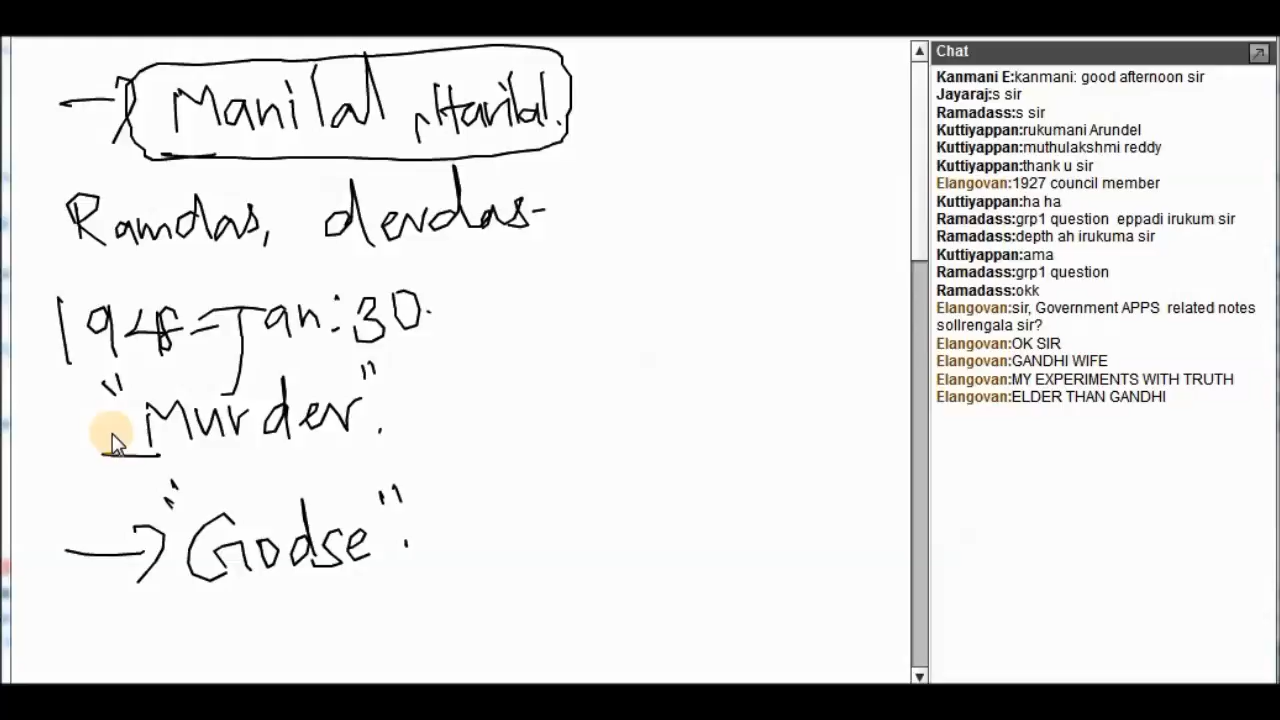 → Manilal, Harilal.
Ramdas, devdas-
1948-Jan:30.
"Murder".
→ "Godse".
Chat
Kanmani E:kanmani: good afternoon sir
Jayaraj:s sir
Ramadass:s sir
Kuttiyappan:rukumani Arundel
Kuttiyappan:muthulakshmi reddy
Kuttiyappan:thank u sir
Elangovan:1927 council member
Kuttiyappan:ha ha
Ramadass:grp1 question eppadi irukum sir
Ramadass:depth ah irukuma sir
Kuttiyappan:ama
Ramadass:grp1 question
Ramadass:okk
Elangovan:sir, Government APPS related notes
sollrengala sir?
Elangovan:OK SIR
Elangovan:GANDHI WIFE
Elangovan:MY EXPERIMENTS WITH TRUTH
Elangovan:ELDER THAN GANDHI